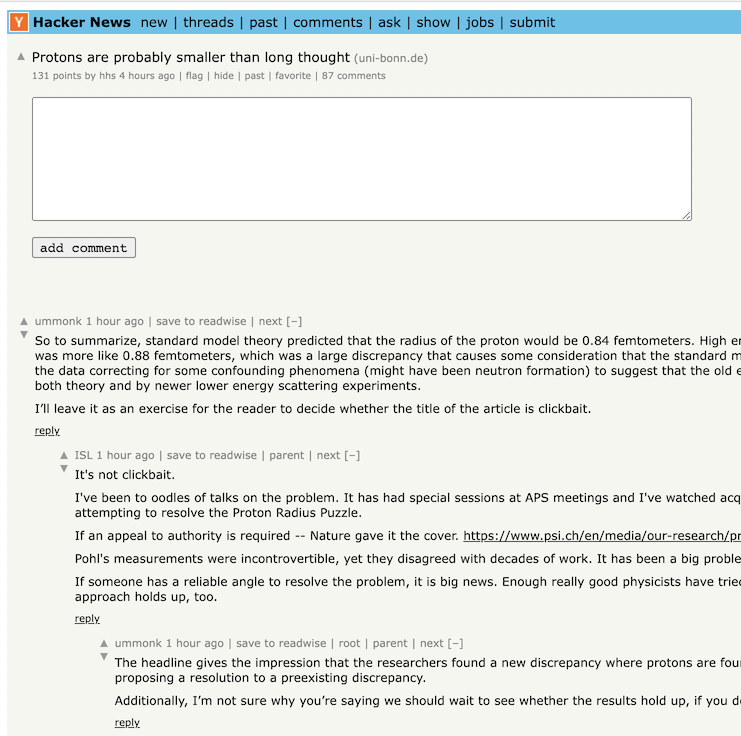 Y Hacker News new | threads | past | comments | ask | show | jobs | submit
▲ Protons are probably smaller than long thought (uni-bonn.de)
131 points by hhs 4 hours ago | flag | hide | past | favorite | 87 comments
add comment
▲ ummonk 1 hour ago | save to readwise | next [–]
▼ So to summarize, standard model theory predicted that the radius of the proton would be 0.84 femtometers. High
was more like 0.88 femtometers, which was a large discrepancy that causes some consideration that the standard
the data correcting for some confounding phenomena (might have been neutron formation) to suggest that the old
both theory and by newer lower energy scattering experiments.
I’ll leave it as an exercise for the reader to decide whether the title of the article is clickbait.
reply
▲ ISL 1 hour ago | save to readwise | parent | next [–]
▼ It's not clickbait.
I've been to oodles of talks on the problem. It has had special sessions at APS meetings and I've watched
attempting to resolve the Proton Radius Puzzle.
If an appeal to authority is required -- Nature gave it the cover. https://www.psi.ch/en/media/our-research/pr
Pohl's measurements were incontrovertible, yet they disagreed with decades of work. It has been a big
If someone has a reliable angle to resolve the problem, it is big news. Enough really good physicists have
approach holds up, too.
reply
▲ ummonk 1 hour ago | save to readwise | root | parent | next [–]
▼ The headline gives the impression that the researchers found a new discrepancy where protons are
proposing a resolution to a preexisting discrepancy.
Additionally, I’m not sure why you’re saying we should wait to see whether the results hold up, if you
reply